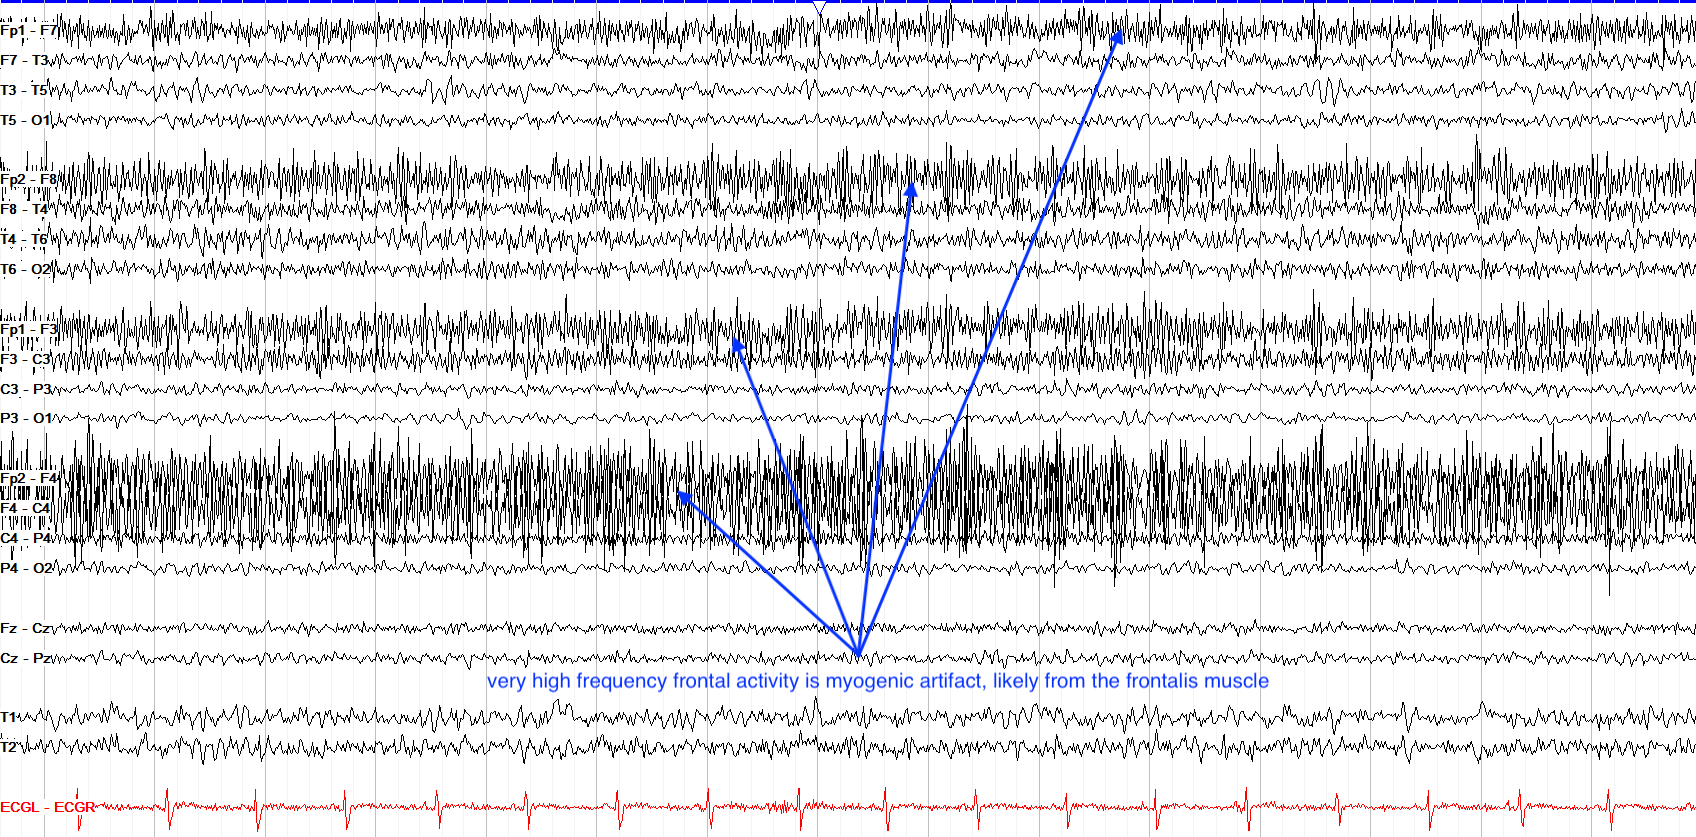 Fp1 - F7
F7 - T3
T3 - T5
T5 - O1
Fp2 - F8
F8 - T4
T4 - T6
T6 - O2
Fp1 - F3
F3 - C3
C3 - P3
P3 - O1
Fp2 - F4
F4 - C4
C4 - P4
P4 - O2
Fz - Cz
Cz - Pz
very high frequency frontal activity is myogenic artifact, likely from the frontalis muscle
T1
T2
ECGL - ECGR